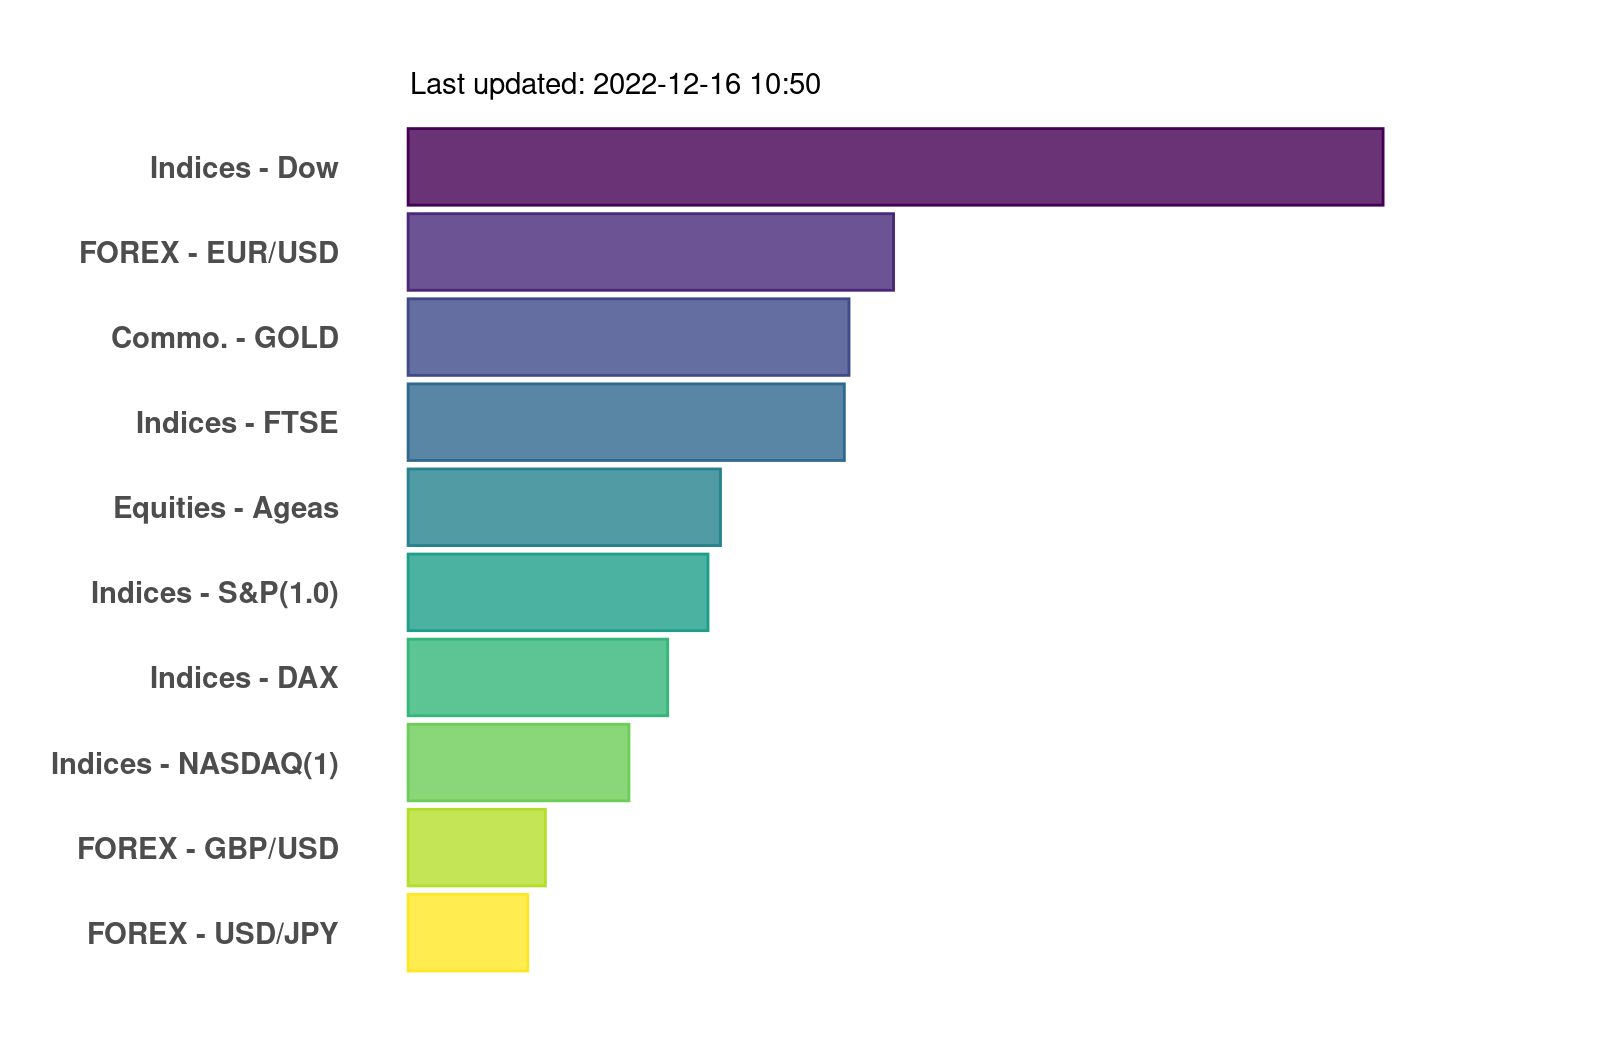 Last updated: 2022-12-16 10:50
Indices - Dow
FOREX - EUR/USD
Commo. - GOLD
Indices - FTSE
Equities - Ageas
Indices - S&P(1.0)
Indices - DAX
Indices - NASDAQ(1)
FOREX - GBP/USD
FOREX - USD/JPY